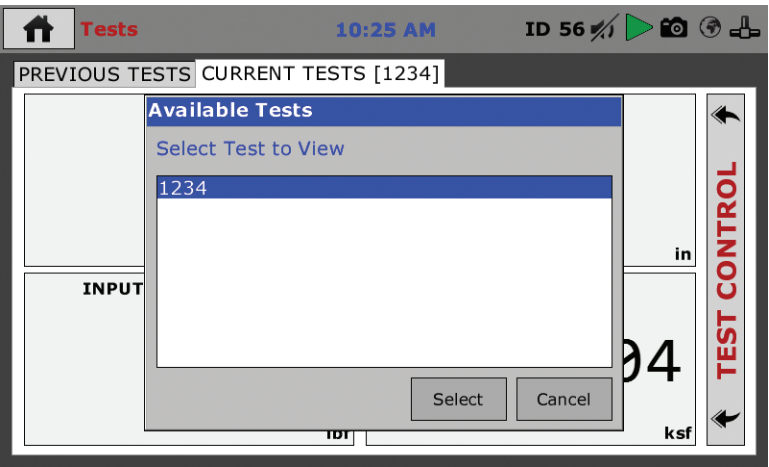 Tests 10:25 AM ID 56
PREVIOUS TESTS CURRENT TESTS [1234]
Available Tests
Select Test to View
1234
in
INPUT
04
Select Cancel
lbf
ksf
TEST CONTROL